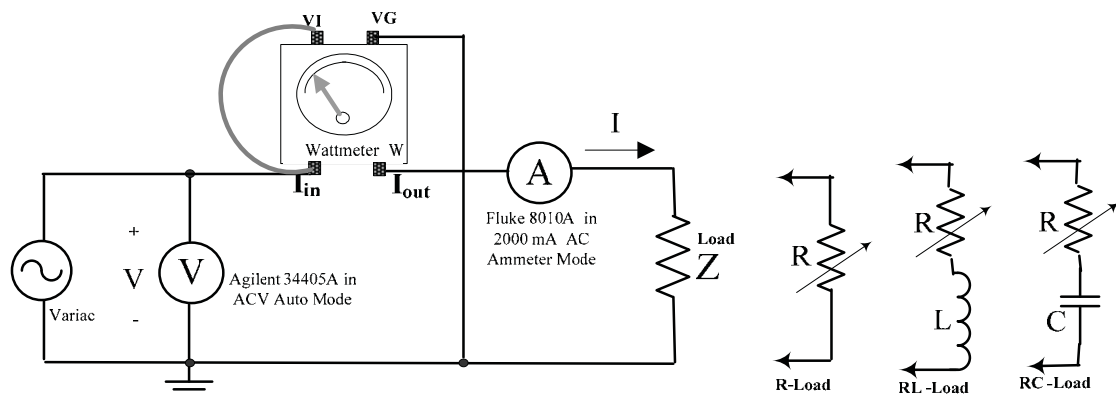 VI
VG
Wattmeter W
Iin
Iout
A
I
Fluke 8010A in
2000 mA AC
Ammeter Mode
Load
Z
+
V
-
V
Agilent 34405A in
ACV Auto Mode
Variac
R
R-Load
R
L
RL-Load
R
C
RC-Load